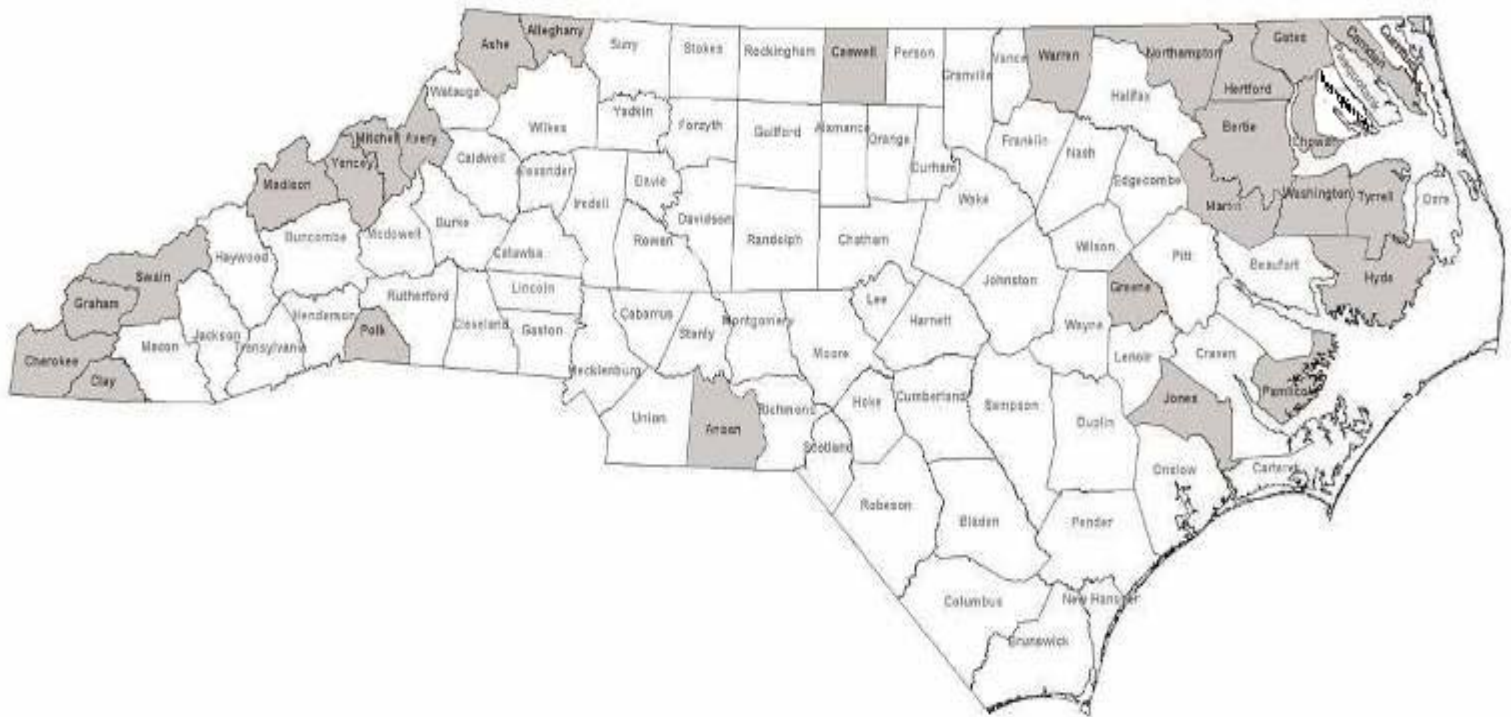 Ashe
Alleghany
Surry
Stokes
Rockingham
Caswell
Person
Granville
Vance
Warren
Northampton
Gates
Camden
Currituck
Pasquotank
Hertford
Halifax
Watauga
Wilkes
Yadkin
Forsyth
Guilford
Alamance
Orange
Durham
Franklin
Nash
Bertie
Chowan
Mitchell
Avery
Yancey
Caldwell
Alexander
Iredell
Davie
Edgecombe
Madison
Washington
Tyrrell
Dare
Martin
Wake
Davidson
Burke
McDowell
Buncombe
Catawba
Rowan
Randolph
Chatham
Wilson
Pitt
Beaufort
Hyde
Haywood
Swain
Graham
Rutherford
Lincoln
Johnston
Greene
Lee
Henderson
Polk
Cleveland
Gaston
Cabarrus
Stanly
Montgomery
Harnett
Wayne
Cherokee
Macon
Jackson
Transylvania
Moore
Lenoir
Craven
Clay
Mecklenburg
Pamlico
Union
Anson
Richmond
Hoke
Cumberland
Sampson
Duplin
Jones
Scotland
Onslow
Carteret
Robeson
Bladen
Pender
Columbus
New Hanover
Brunswick